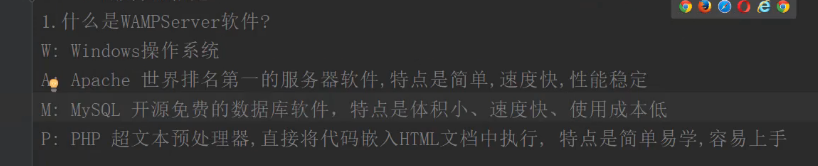 1.什么是WAMPServer软件?
W: Windows操作系统
A: Apache 世界排名第一的服务器软件,特点是简单,速度快,性能稳定
M: MySQL 开源免费的数据库软件，特点是体积小、速度快、使用成本低
P: PHP 超文本预处理器,直接将代码嵌入HTML文档中执行, 特点是简单易学,容易上手